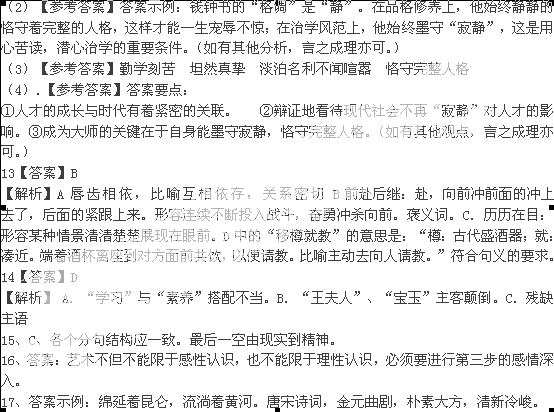 （2）【参考答案】答案示例：钱钟书的“格调”是“静”。在品格修养上，他始终静静的
恪守着完整的人格，这样才能一生宠辱不惊；在治学风范上，他始终墨守“寂静”，这是用
心苦读，潜心治学的重要条件。（如有其他分析，言之成理亦可。）
（3）【参考答案】勤学刻苦　坦然真挚　淡泊名利不闻喧嚣　恪守完整人格
（4）.【参考答案】答案要点：
①人才的成长与时代有着紧密的关联。　②辩证地看待现代社会不再“寂静”对人才的影
响。③成为大师的关键在于自身能墨守寂静，恪守完整人格。（如有其他观点，言之成理亦
可。）
13【答案】B
【解析】A 唇齿相依，比喻互相依存，关系密切 B 前赴后继：赴，向前冲前面的冲上
去了，后面的紧跟上来。形容连续不断投入战斗，奋勇冲杀向前。褒义词。C. 历历在目：
形容某种情景清清楚楚展现在眼前。D 中的“移樽就教”的意思是：“樽：古代盛酒器；就：
凑近。端着酒杯离座到对方面前共饮，以便请教。比喻主动去向人请教。”符合句义的要求。
14【答案】D
【解析】 A. “学习”与“素养”搭配不当。B. “王夫人”、“宝玉”主客颠倒。C. 残缺
主语
15、C、各个分句结构应一致。最后一空由现实到精神。
16、答案：艺术不但不能限于感性认识，也不能限于理性认识，必须要进行第三步的感情深
入。
17、答案示例：绵延着昆仑，流淌着黄河。唐宋诗词，金元曲剧，朴素大方，清新冷峻。